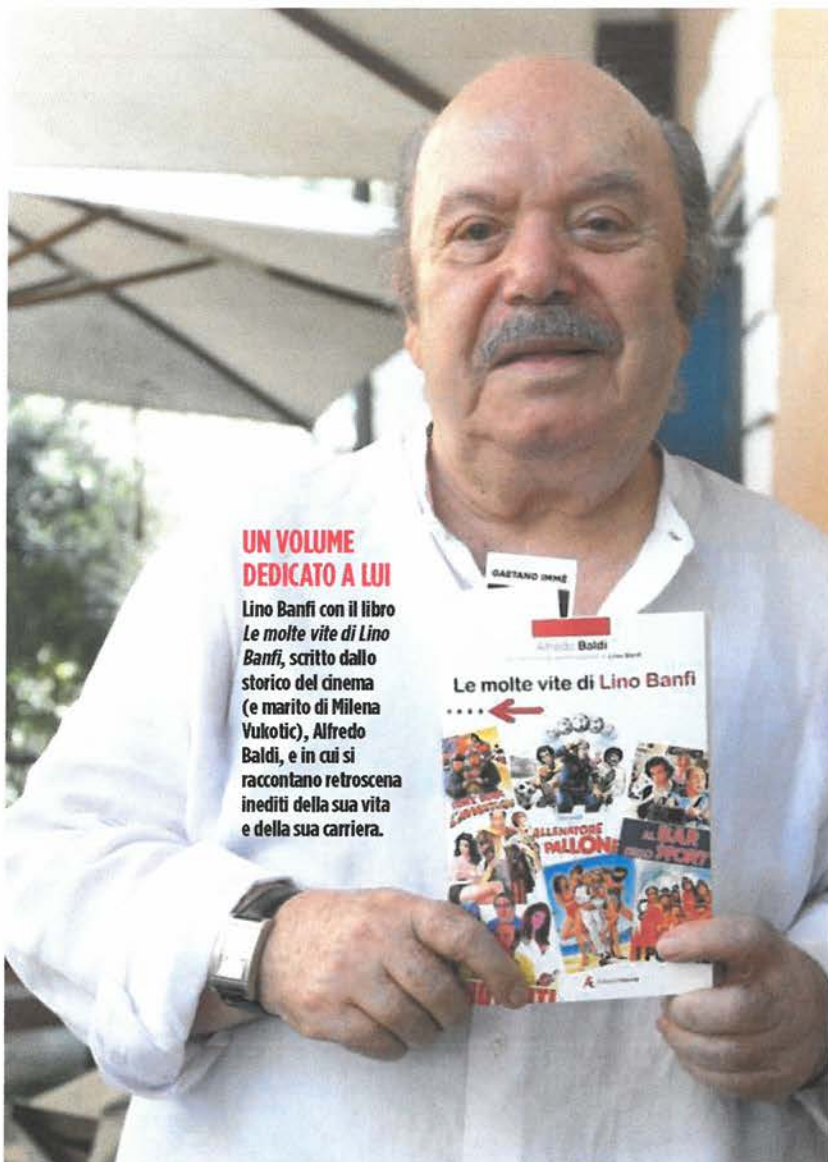 UN VOLUME
DEDICATO A LUI
Lino Banfi con il libro
Le molte vite di Lino
Banfi, scritto dallo
storico del cinema
(e marito di Milena
Vukotic), Alfredo
Baldi, e in cui si
raccontano retroscena
inediti della sua vita
e della sua carriera.
GAETANO IMMÈ
Alfredo Baldi
Le molte vite di Lino Banfi
ALLENATORE
PALLONE
AL BAR
DELLO SPORT